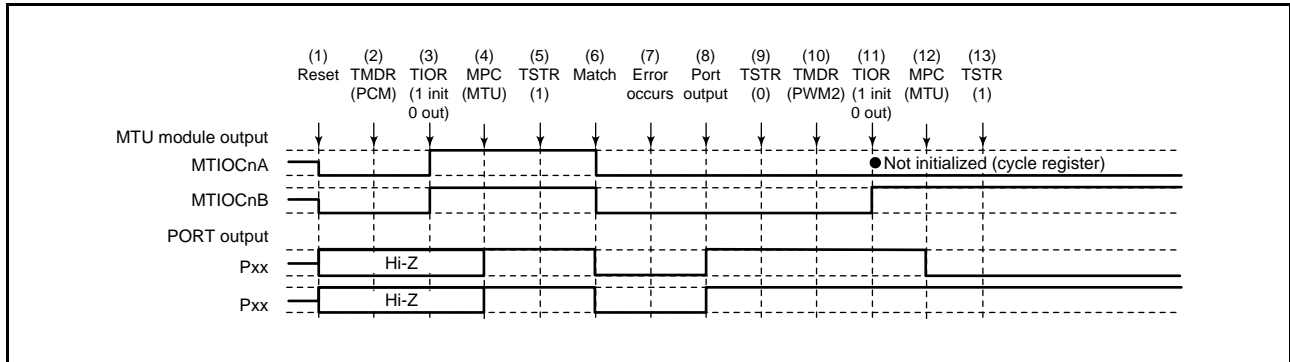 (1) (2) (3) (4) (5) (6) (7) (8) (9) (10) (11) (12) (13)
Reset TMDR TIOR MPC TSTR Match Error Port TSTR TMDR TIOR MPC TSTR
(PCM) (1 init (MTU) (1) occurs output (0) (PWM2) (1 init (MTU) (1)
0 out) 0 out)
MTU module output
MTIOCnA
Not initialized (cycle register)
MTIOCnB
PORT output
Pxx
Hi-Z
Pxx
Hi-Z